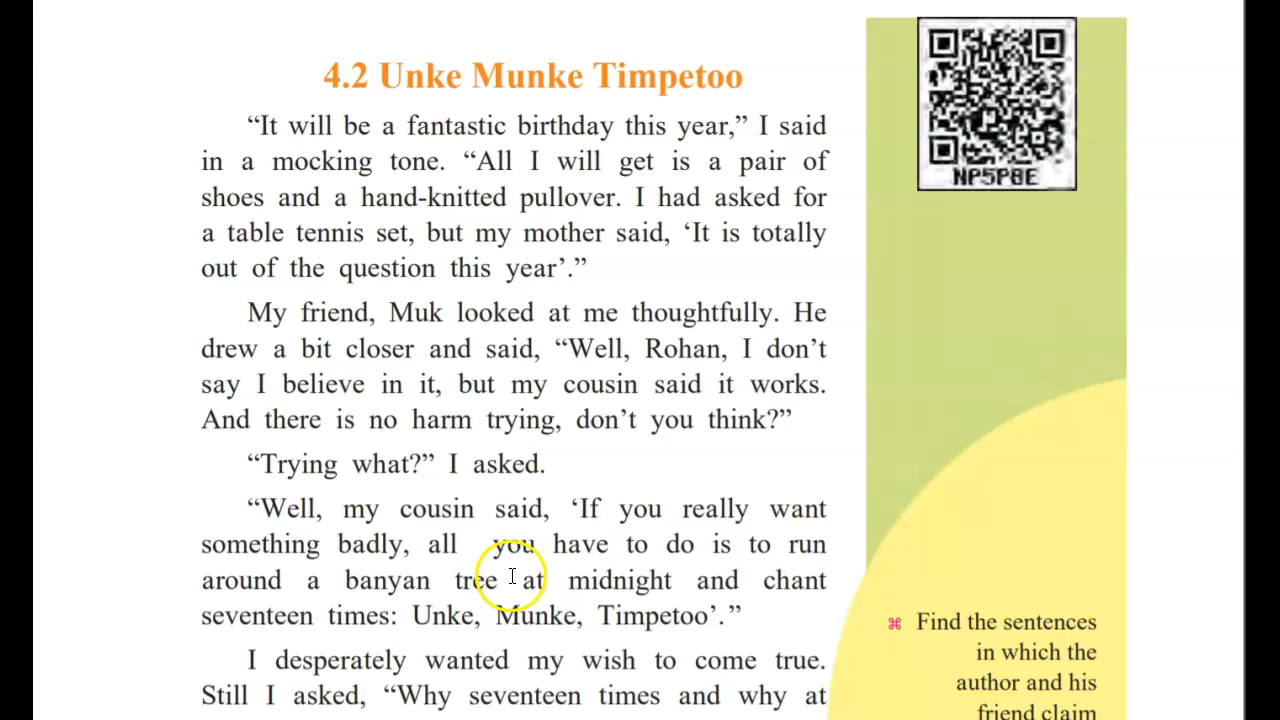 4.2 Unke Munke Timpetoo
“It will be a fantastic birthday this year,” I said
in a mocking tone. “All I will get is a pair of
shoes and a hand-knitted pullover. I had asked for
a table tennis set, but my mother said, ‘It is totally
out of the question this year’.”
My friend, Muk looked at me thoughtfully. He
drew a bit closer and said, “Well, Rohan, I don’t
say I believe in it, but my cousin said it works.
And there is no harm trying, don’t you think?”
“Trying what?” I asked.
“Well, my cousin said, ‘If you really want
something badly, all you have to do is to run
around a banyan tree at midnight and chant
seventeen times: Unke, Munke, Timpetoo’.”
I desperately wanted my wish to come true.
Still I asked, “Why seventeen times and why at
NP5P8E
⌘ Find the sentences
in which the
author and his
friend claim